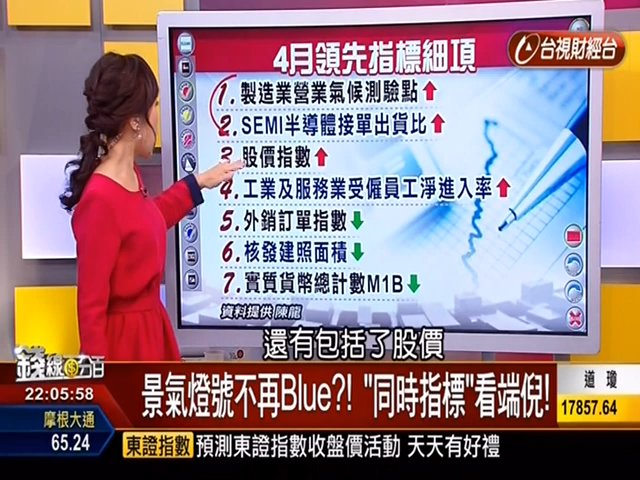 台視財經台
4月領先指標細項
1. 製造業營業氣候測驗點↑
2. SEMI半導體接單出貨比↑
3. 股價指數↑
4. 工業及服務業受僱員工淨進入率↑
5. 外銷訂單指數↓
6. 核發建照面積↓
7. 實質貨幣總計數M1B↓
資料提供 陳龍
還有包括了股價
錢線百分百
22:05:58
景氣燈號不再Blue?! "同時指標"看端倪!
道 瓊
17857.64
摩根大通
65.24
東證指數 預測東證指數收盤價活動 天天有好禮